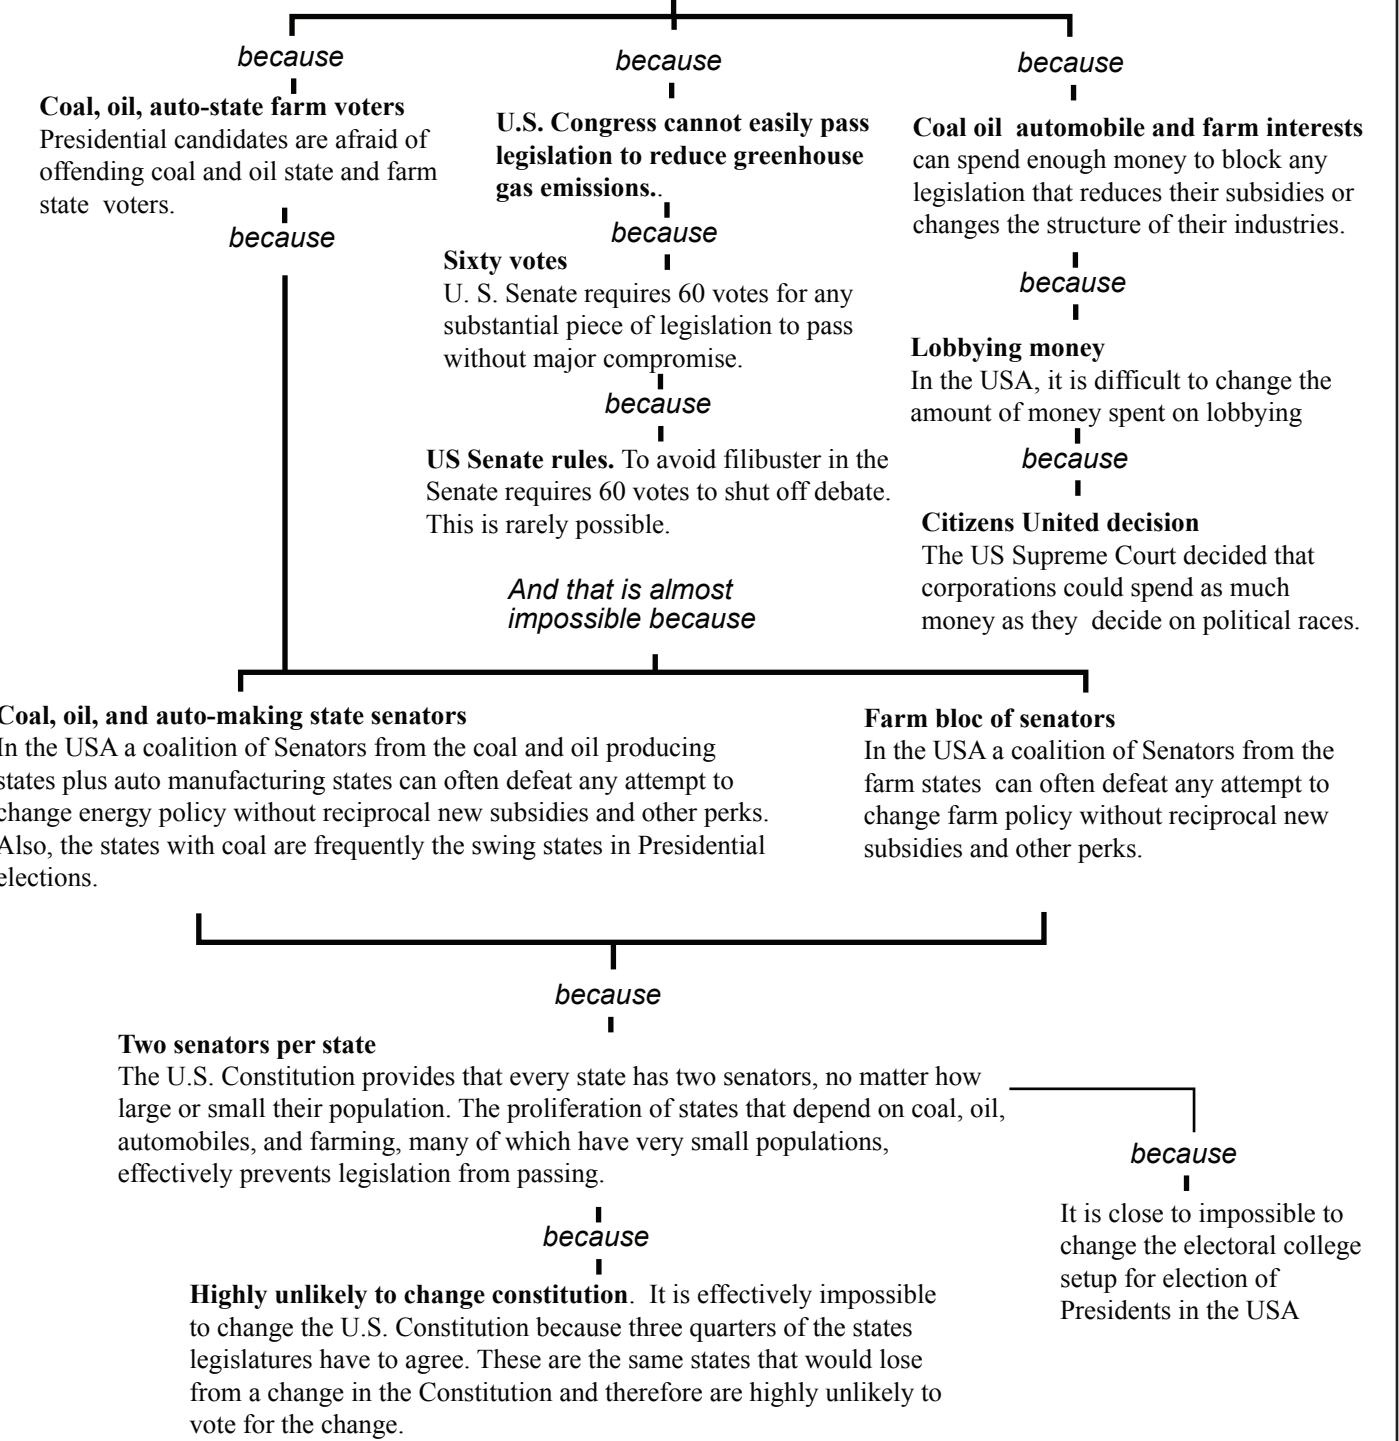 because
Coal, oil, auto-state farm voters
Presidential candidates are afraid of
offending coal and oil state and farm
state voters.
because
because
U.S. Congress cannot easily pass
legislation to reduce greenhouse
gas emissions..
because
Sixty votes
U. S. Senate requires 60 votes for any
substantial piece of legislation to pass
without major compromise.
because
US Senate rules. To avoid filibuster in the
Senate requires 60 votes to shut off debate.
This is rarely possible.
And that is almost
impossible because
because
Coal oil automobile and farm interests
can spend enough money to block any
legislation that reduces their subsidies or
changes the structure of their industries.
because
Lobbying money
In the USA, it is difficult to change the
amount of money spent on lobbying
because
Citizens United decision
The US Supreme Court decided that
corporations could spend as much
money as they decide on political races.
Coal, oil, and auto-making state senators
In the USA a coalition of Senators from the coal and oil producing
states plus auto manufacturing states can often defeat any attempt to
change energy policy without reciprocal new subsidies and other perks.
Also, the states with coal are frequently the swing states in Presidential
elections.
Farm bloc of senators
In the USA a coalition of Senators from the
farm states can often defeat any attempt to
change farm policy without reciprocal new
subsidies and other perks.
because
Two senators per state
The U.S. Constitution provides that every state has two senators, no matter how
large or small their population. The proliferation of states that depend on coal, oil,
automobiles, and farming, many of which have very small populations,
effectively prevents legislation from passing.
because
It is close to impossible to
change the electoral college
setup for election of
Presidents in the USA
because
Highly unlikely to change constitution. It is effectively impossible
to change the U.S. Constitution because three quarters of the states
legislatures have to agree. These are the same states that would lose
from a change in the Constitution and therefore are highly unlikely to
vote for the change.